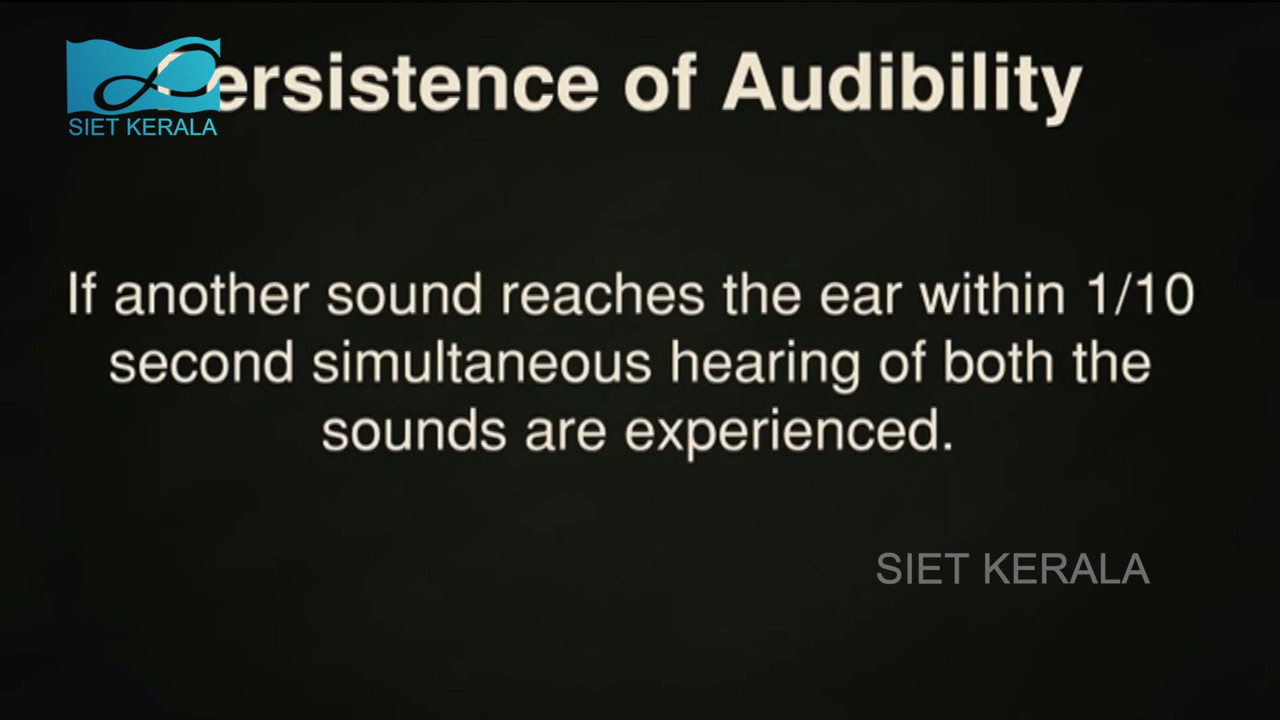 Persistence of Audibility
SIET KERALA
If another sound reaches the ear within 1/10
second simultaneous hearing of both the
sounds are experienced.
SIET KERALA